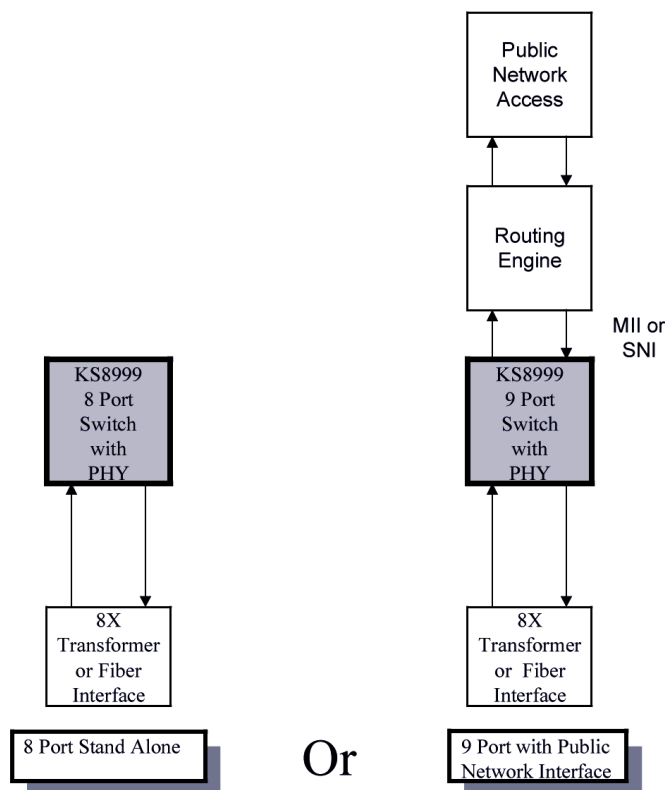 Public
Network
Access
Routing
Engine
MII or
SNI
KS8999
8 Port
Switch
with
PHY
KS8999
9 Port
Switch
with
PHY
8X
Transformer
or Fiber
Interface
8X
Transformer
or Fiber
Interface
8 Port Stand Alone
Or
9 Port with Public
Network Interface